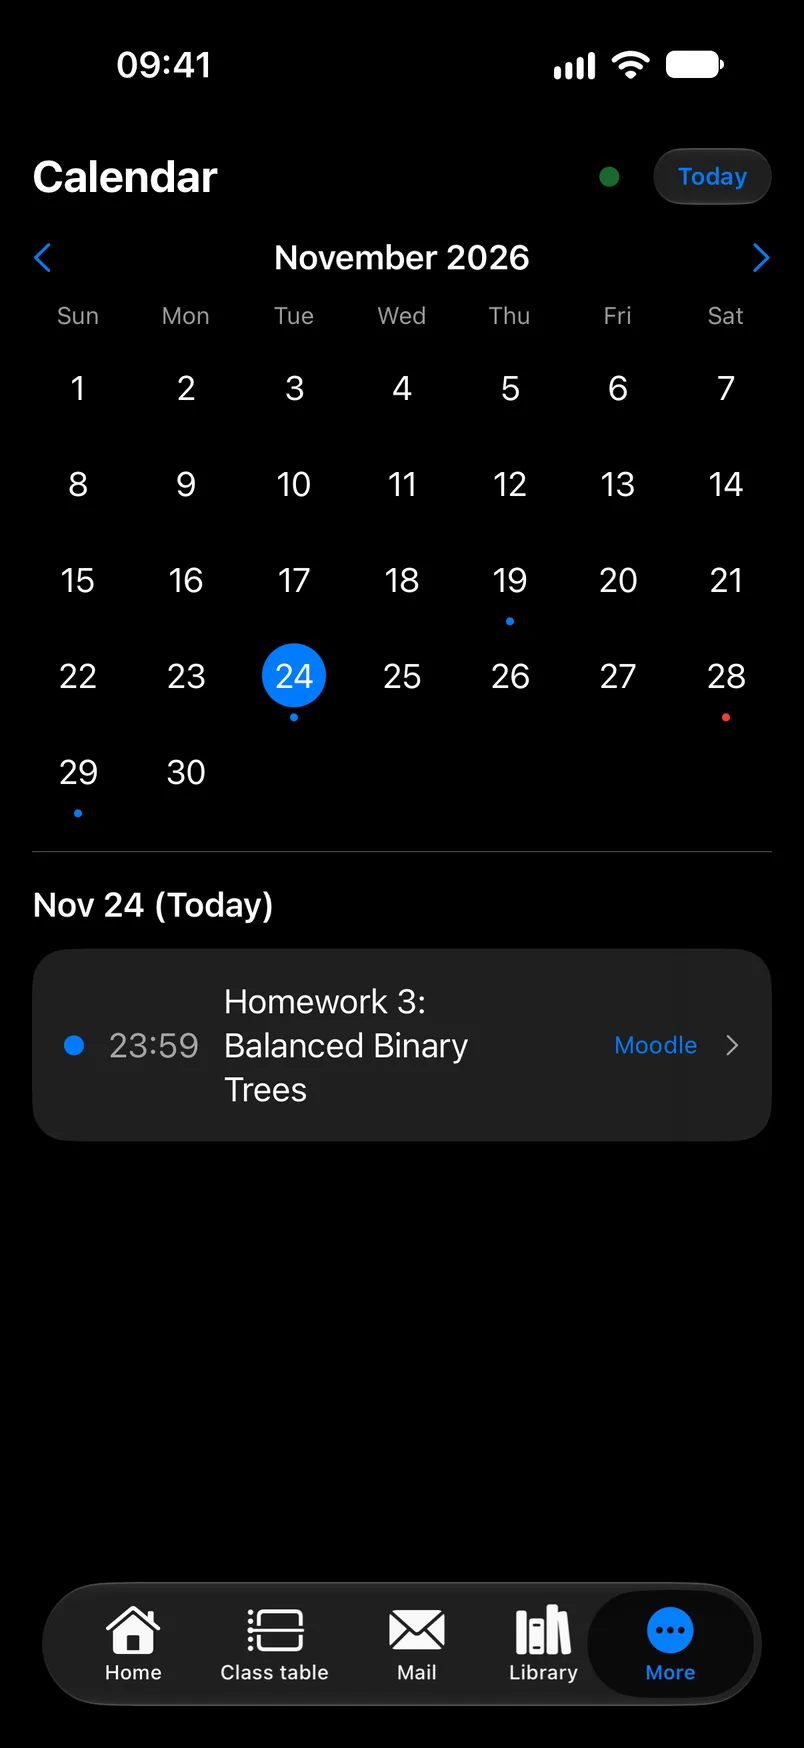 09:41
Calendar
Today
November 2026
Sun Mon Tue Wed Thu Fri Sat
1 2 3 4 5 6 7
8 9 10 11 12 13 14
15 16 17 18 19 20 21
22 23 24 25 26 27 28
29 30
Nov 24 (Today)
23:59
Homework 3:
Balanced Binary
Trees
Moodle
Home Class table Mail Library More